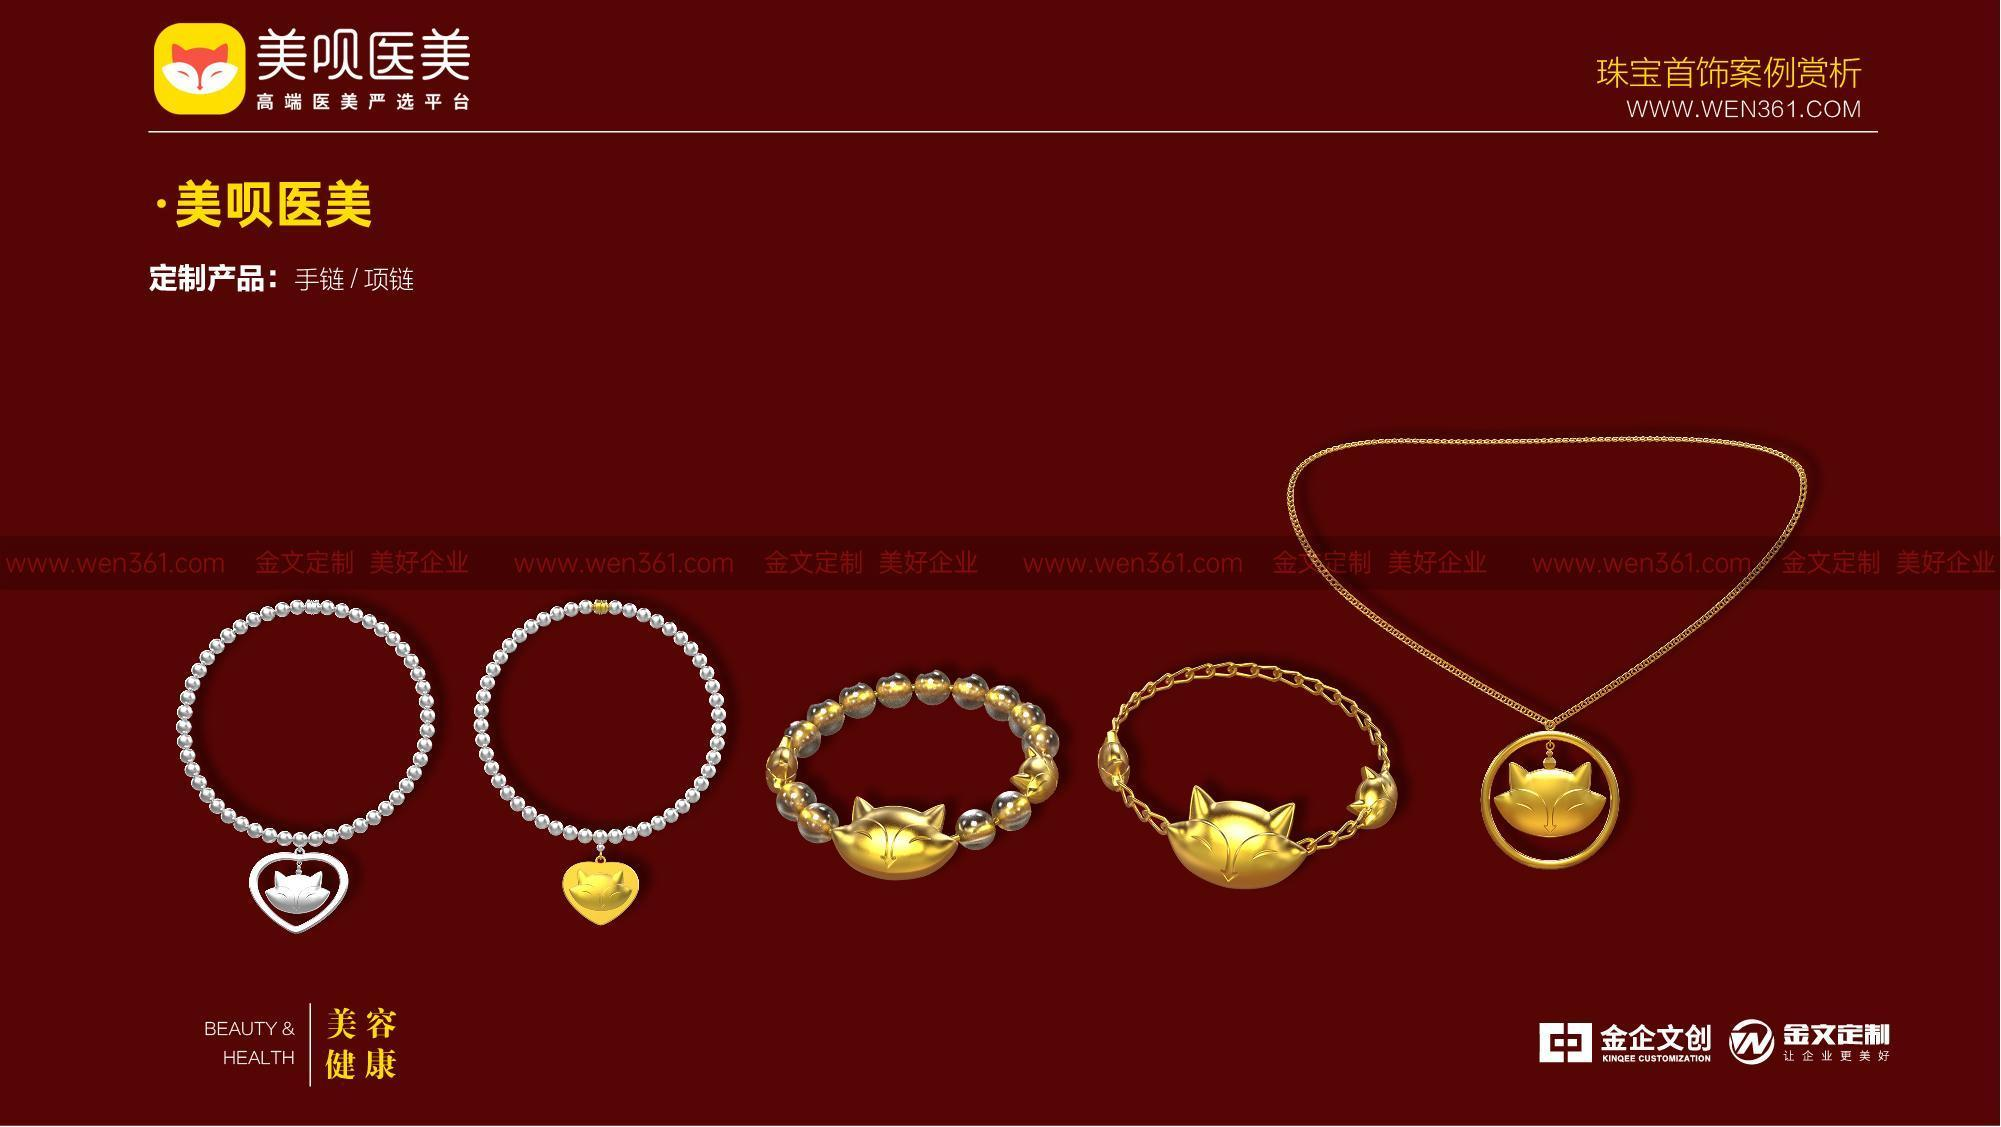 美呗医美
高端医美严选平台
珠宝首饰案例赏析
WWW.WEN361.COM
·美呗医美
定制产品：手链 / 项链
www.wen361.com 金文定制 美好企业 www.wen361.com 金文定制 美好企业 www.wen361.com 金文定制 美好企业 www.wen361.com 金文定制 美好企业
BEAUTY &
HEALTH
美容
健康
金企文创
KINQEE CUSTOMIZATION
金文定制
让企业更美好